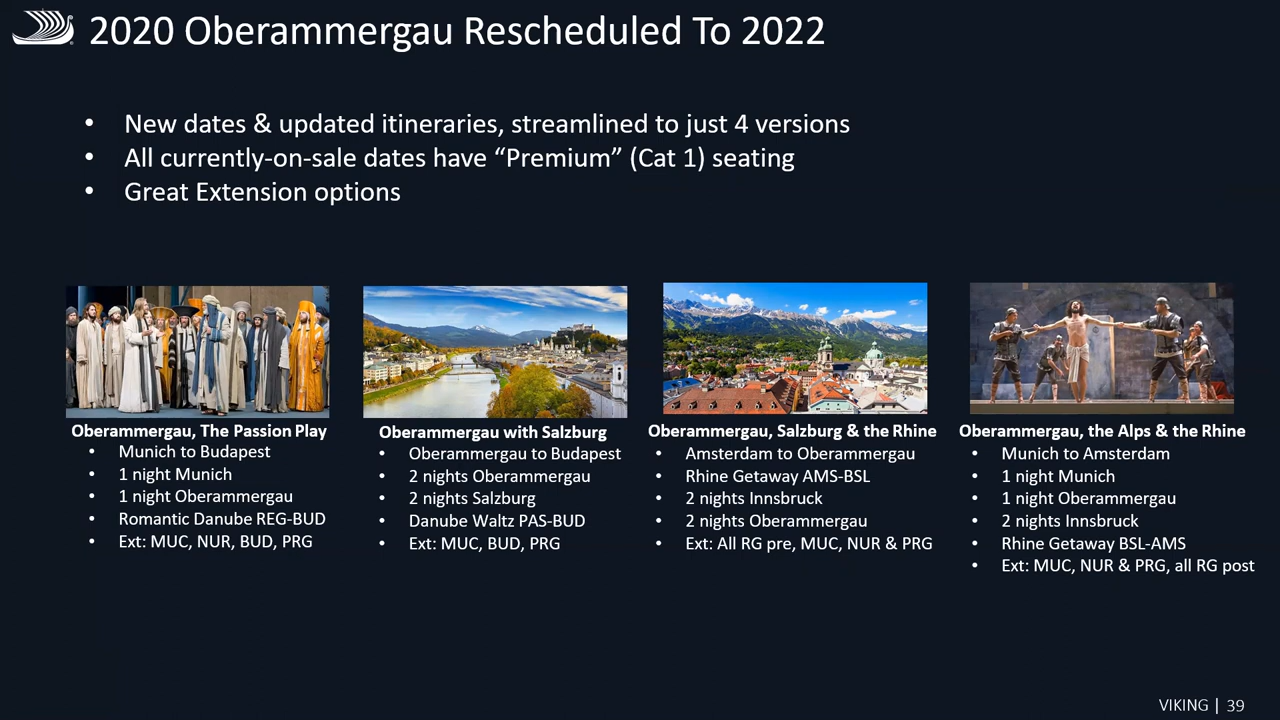 2020 Oberammergau Rescheduled To 2022
• New dates & updated itineraries, streamlined to just 4 versions
• All currently-on-sale dates have “Premium” (Cat 1) seating
• Great Extension options
Oberammergau, The Passion Play
• Munich to Budapest
• 1 night Munich
• 1 night Oberammergau
• Romantic Danube REG-BUD
• Ext: MUC, NUR, BUD, PRG
Oberammergau with Salzburg
• Oberammergau to Budapest
• 2 nights Oberammergau
• 2 nights Salzburg
• Danube Waltz PAS-BUD
• Ext: MUC, BUD, PRG
Oberammergau, Salzburg & the Rhine
• Amsterdam to Oberammergau
• Rhine Getaway AMS-BSL
• 2 nights Innsbruck
• 2 nights Oberammergau
• Ext: All RG pre, MUC, NUR & PRG
Oberammergau, the Alps & the Rhine
• Munich to Amsterdam
• 1 night Munich
• 1 night Oberammergau
• 2 nights Innsbruck
• Rhine Getaway BSL-AMS
• Ext: MUC, NUR & PRG, all RG post
VIKING | 39